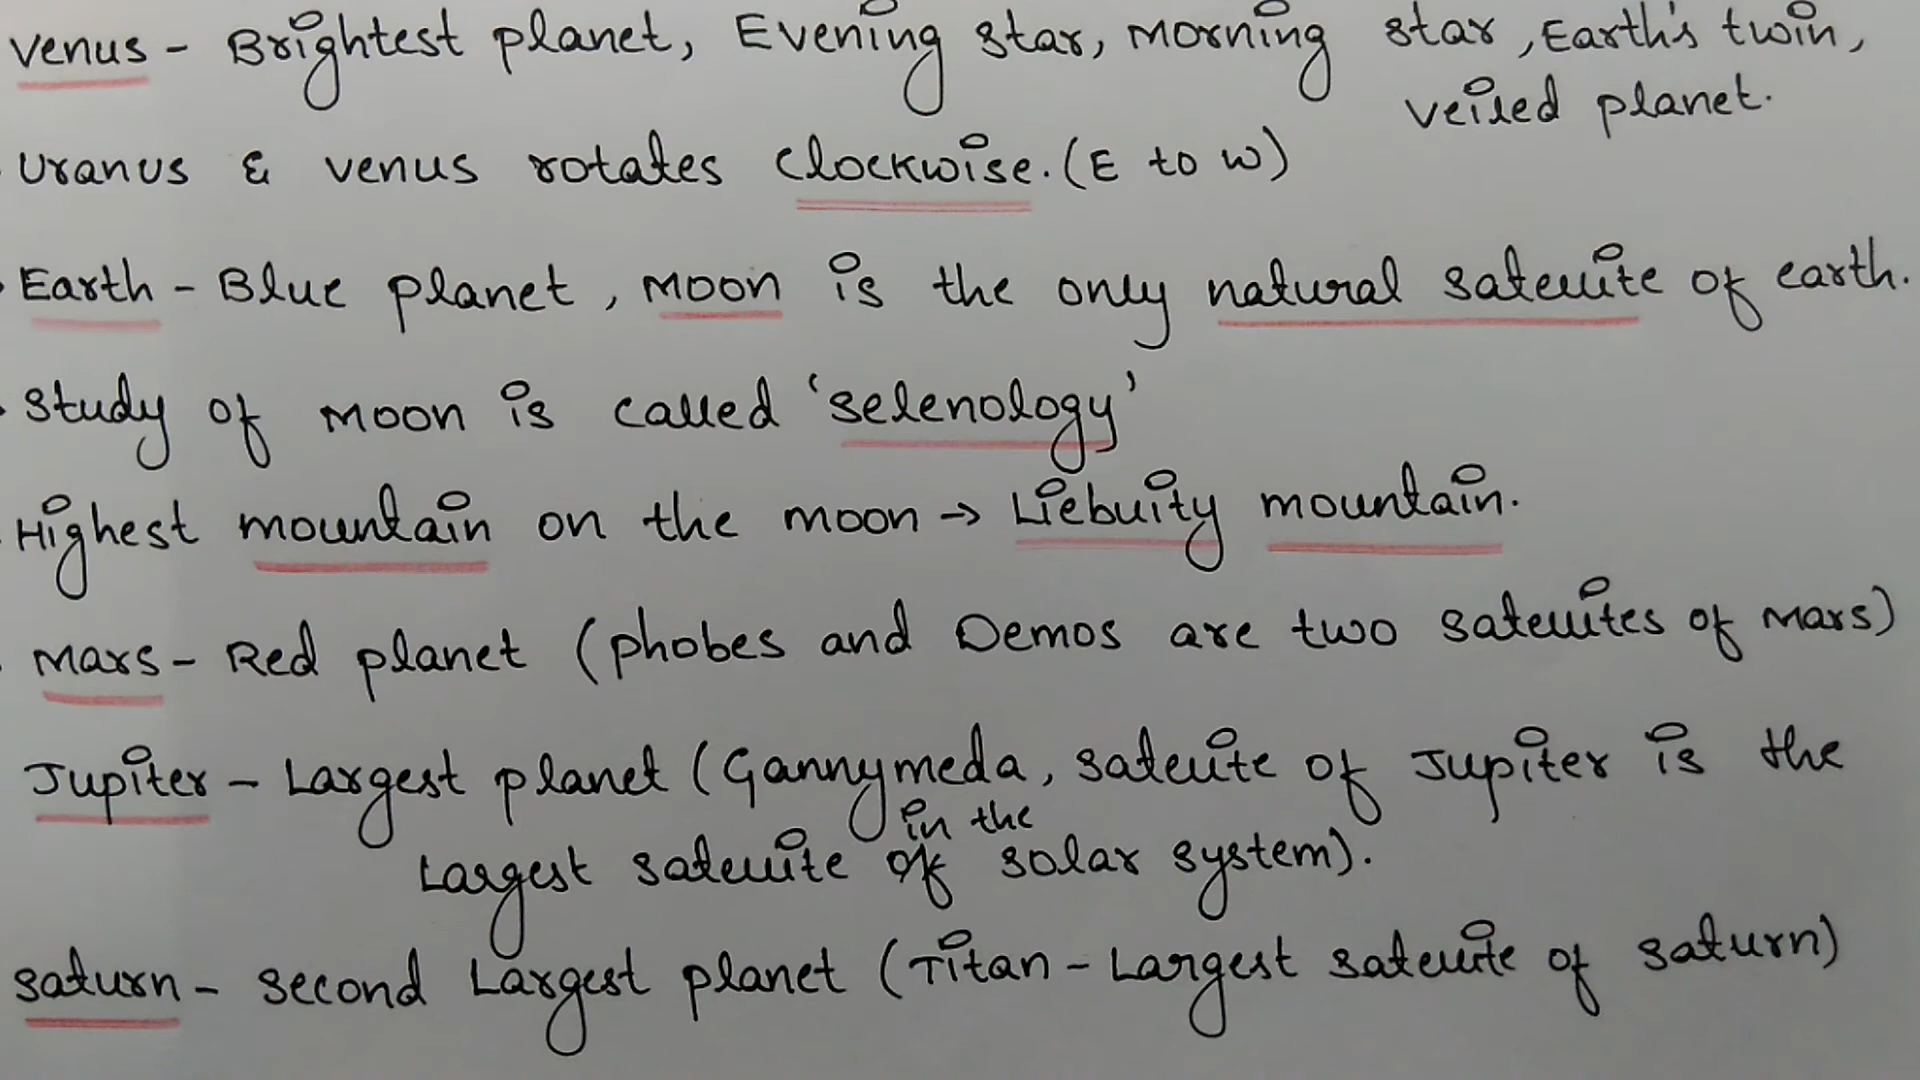 Venus - Brightest planet, Evening star, Morning star, Earth's twin,
veiled planet.
Uranus & venus rotates clockwise. (E to W)
Earth - Blue planet, Moon is the only natural satellite of earth.
Study of Moon is called 'selenology'
Highest mountain on the moon → Liebuity mountain.
Mars - Red planet (phobes and Demos are two satellites of Mars)
Jupiter - Largest planet (Gannymeda, satellite of Jupiter is the
in the
Largest satellite of solar system).
Saturn - second Largest planet (Titan - Largest satellite of saturn)